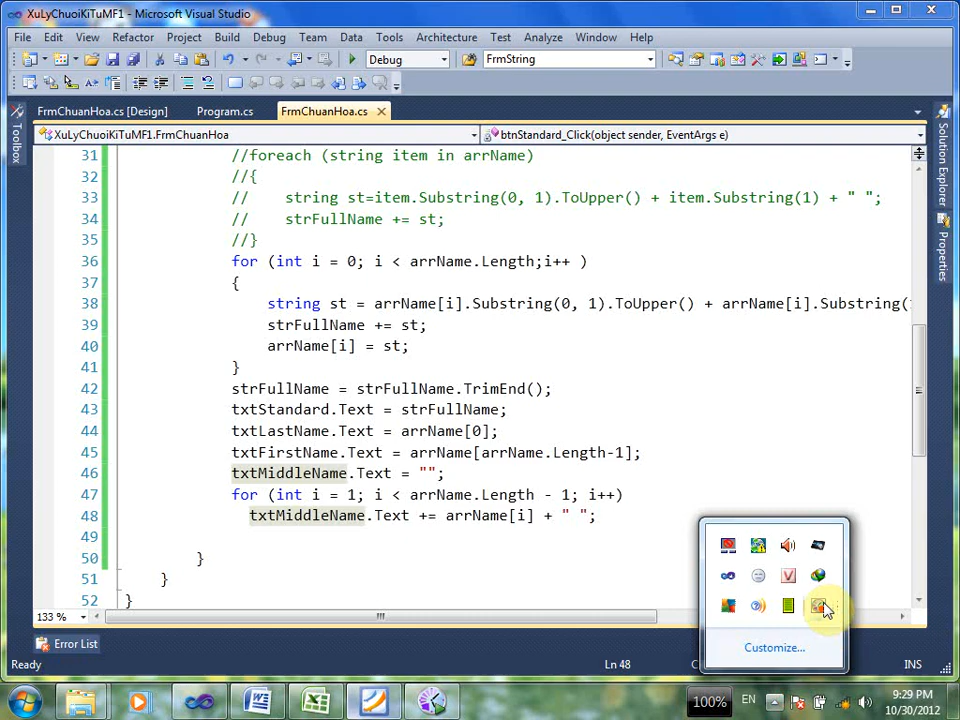 XuLyChuoiKiTuMF1 - Microsoft Visual Studio
File Edit View Refactor Project Build Debug Team Data Tools Architecture Test Analyze Window Help
Debug FrmString
FrmChuanHoa.cs [Design] Program.cs FrmChuanHoa.cs
XuLyChuoiKiTuMF1.FrmChuanHoa btnStandard_Click(object sender, EventArgs e)
Toolbox
Solution Explorer
Properties
31 //foreach (string item in arrName)
32 //{
33 // string st=item.Substring(0, 1).ToUpper() + item.Substring(1) + " ";
34 // strFullName += st;
35 //}
36 for (int i = 0; i < arrName.Length;i++ )
37 {
38 string st = arrName[i].Substring(0, 1).ToUpper() + arrName[i].Substring(
39 strFullName += st;
40 arrName[i] = st;
41 }
42 strFullName = strFullName.TrimEnd();
43 txtStandard.Text = strFullName;
44 txtLastName.Text = arrName[0];
45 txtFirstName.Text = arrName[arrName.Length-1];
46 txtMiddleName.Text = "";
47 for (int i = 1; i < arrName.Length - 1; i++)
48 txtMiddleName.Text += arrName[i] + " ";
49
50 }
51 }
52 }
133 %
Error List
Customize...
Ready Ln 48 INS
100% EN 9:29 PM
10/30/2012